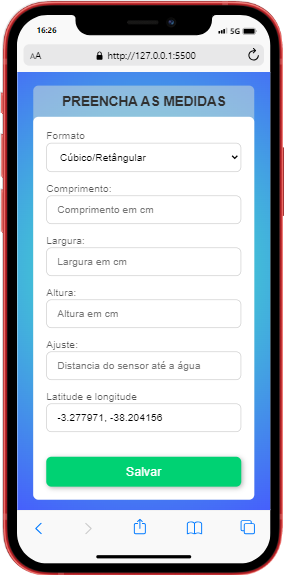 16:26
5G
AA
http://127.0.0.1:5500
PREENCHA AS MEDIDAS
Formato
Cúbico/Retângular
Comprimento:
Comprimento em cm
Largura:
Largura em cm
Altura:
Altura em cm
Ajuste:
Distancia do sensor até a água
Latitude e longitude
-3.277971, -38.204156
Salvar